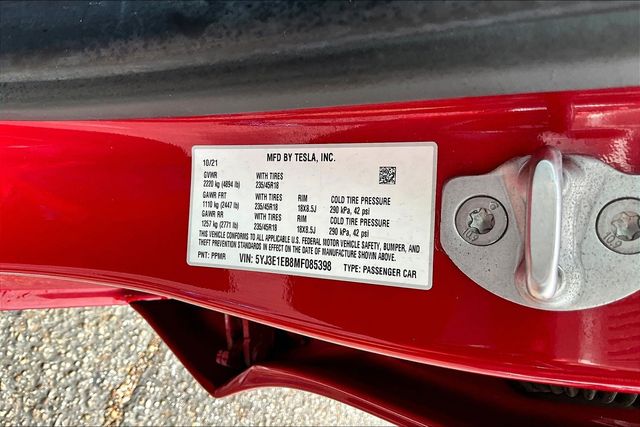 10/21 MFD BY TESLA, INC.
GVWR WITH TIRES
2220 kg (4894 lb) 235/45R18
GAWR FRT WITH TIRES RIM COLD TIRE PRESSURE
1110 kg (2447 lb) 235/45R18 18X8.5J 290 kPa, 42 psi
GAWR RR WITH TIRES RIM COLD TIRE PRESSURE
1257 kg (2771 lb) 235/45R18 18X8.5J 290 kPa, 42 psi
THIS VEHICLE CONFORMS TO ALL APPLICABLE U.S. FEDERAL MOTOR VEHICLE SAFETY, BUMPER, AND
THEFT PREVENTION STANDARDS IN EFFECT ON THE DATE OF MANUFACTURE SHOWN ABOVE.
PNT: PPMR VIN: 5YJ3E1EB8MF085398 TYPE: PASSENGER CAR